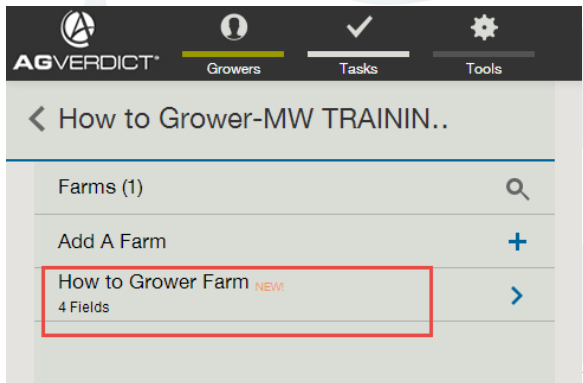 AGVERDICT
Growers
Tasks
Tools
How to Grower-MW TRAININ..
Farms (1)
Add A Farm
How to Grower Farm NEW!
4 Fields